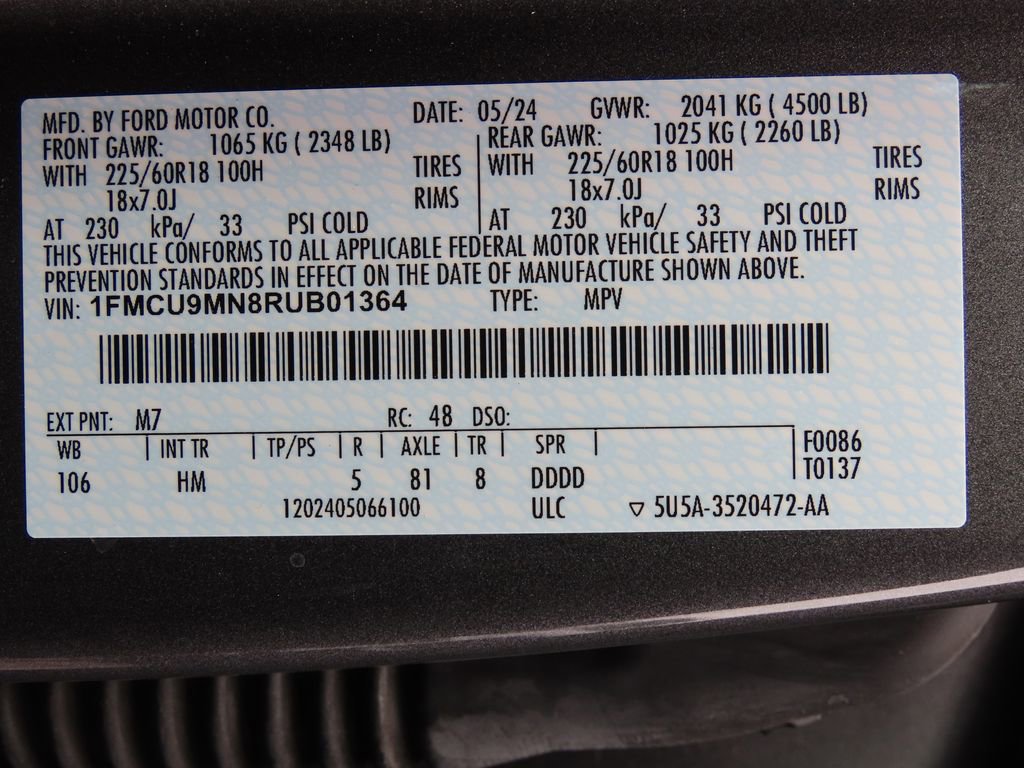 MFD. BY FORD MOTOR CO. DATE: 05/24 GVWR: 2041 KG ( 4500 LB)
FRONT GAWR: 1065 KG ( 2348 LB) REAR GAWR: 1025 KG ( 2260 LB)
WITH 225/60R18 100H TIRES WITH 225/60R18 100H TIRES
18x7.0J RIMS 18x7.0J RIMS
AT 230 kPa/ 33 PSI COLD AT 230 kPa/ 33 PSI COLD
THIS VEHICLE CONFORMS TO ALL APPLICABLE FEDERAL MOTOR VEHICLE SAFETY AND THEFT
PREVENTION STANDARDS IN EFFECT ON THE DATE OF MANUFACTURE SHOWN ABOVE.
VIN: 1FMCU9MN8RUB01364 TYPE: MPV
EXT PNT: M7 RC: 48 DSO:
WB INT TR TP/PS R AXLE TR SPR F0086
106 HM 5 81 8 DDDD T0137
1202405066100 ULC ▽ 5U5A-3520472-AA